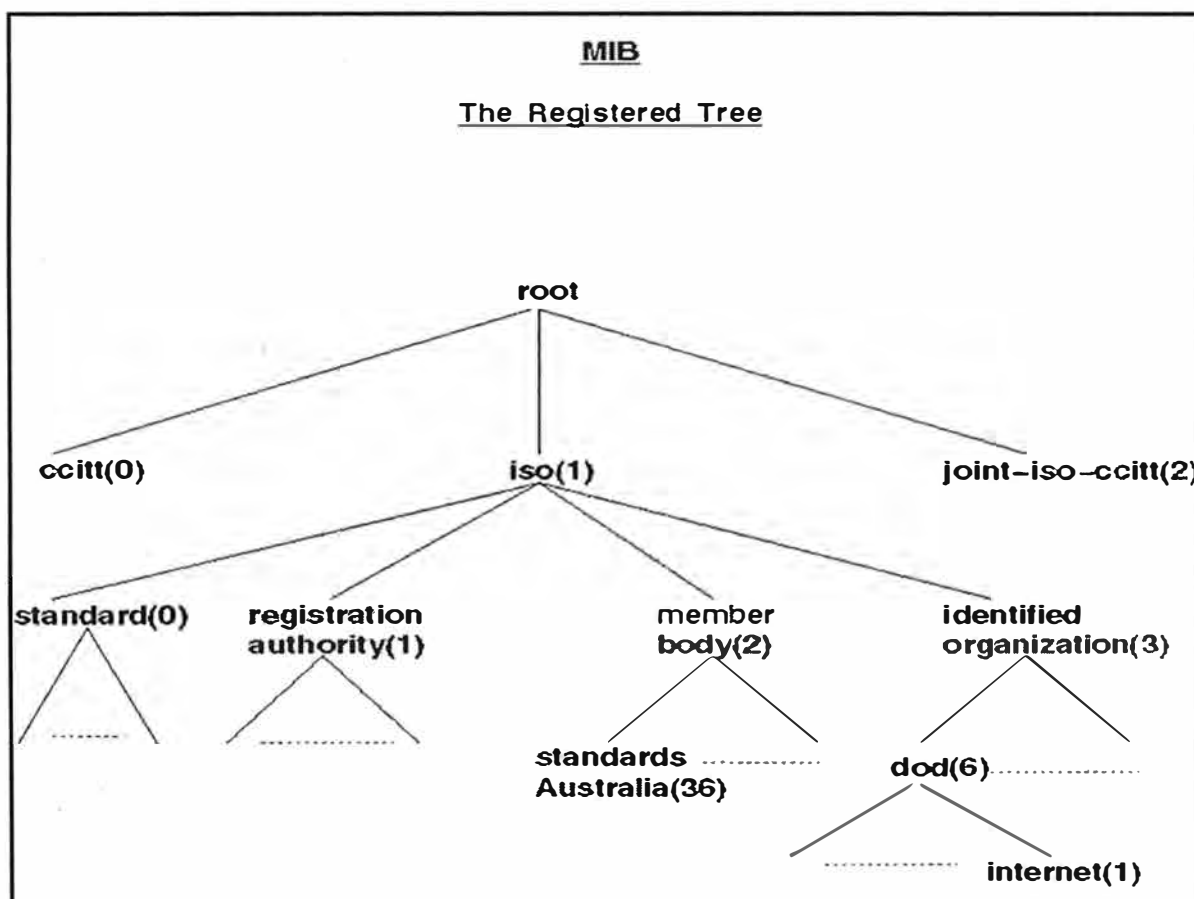 MIB
The Registered Tree
root
ccitt(0)
iso(1)
joint-iso-ccitt(2)
standard(0)
registration
authority(1)
member
body(2)
identified
organization(3)
standards
Australia(36)
dod(6)
internet(1)